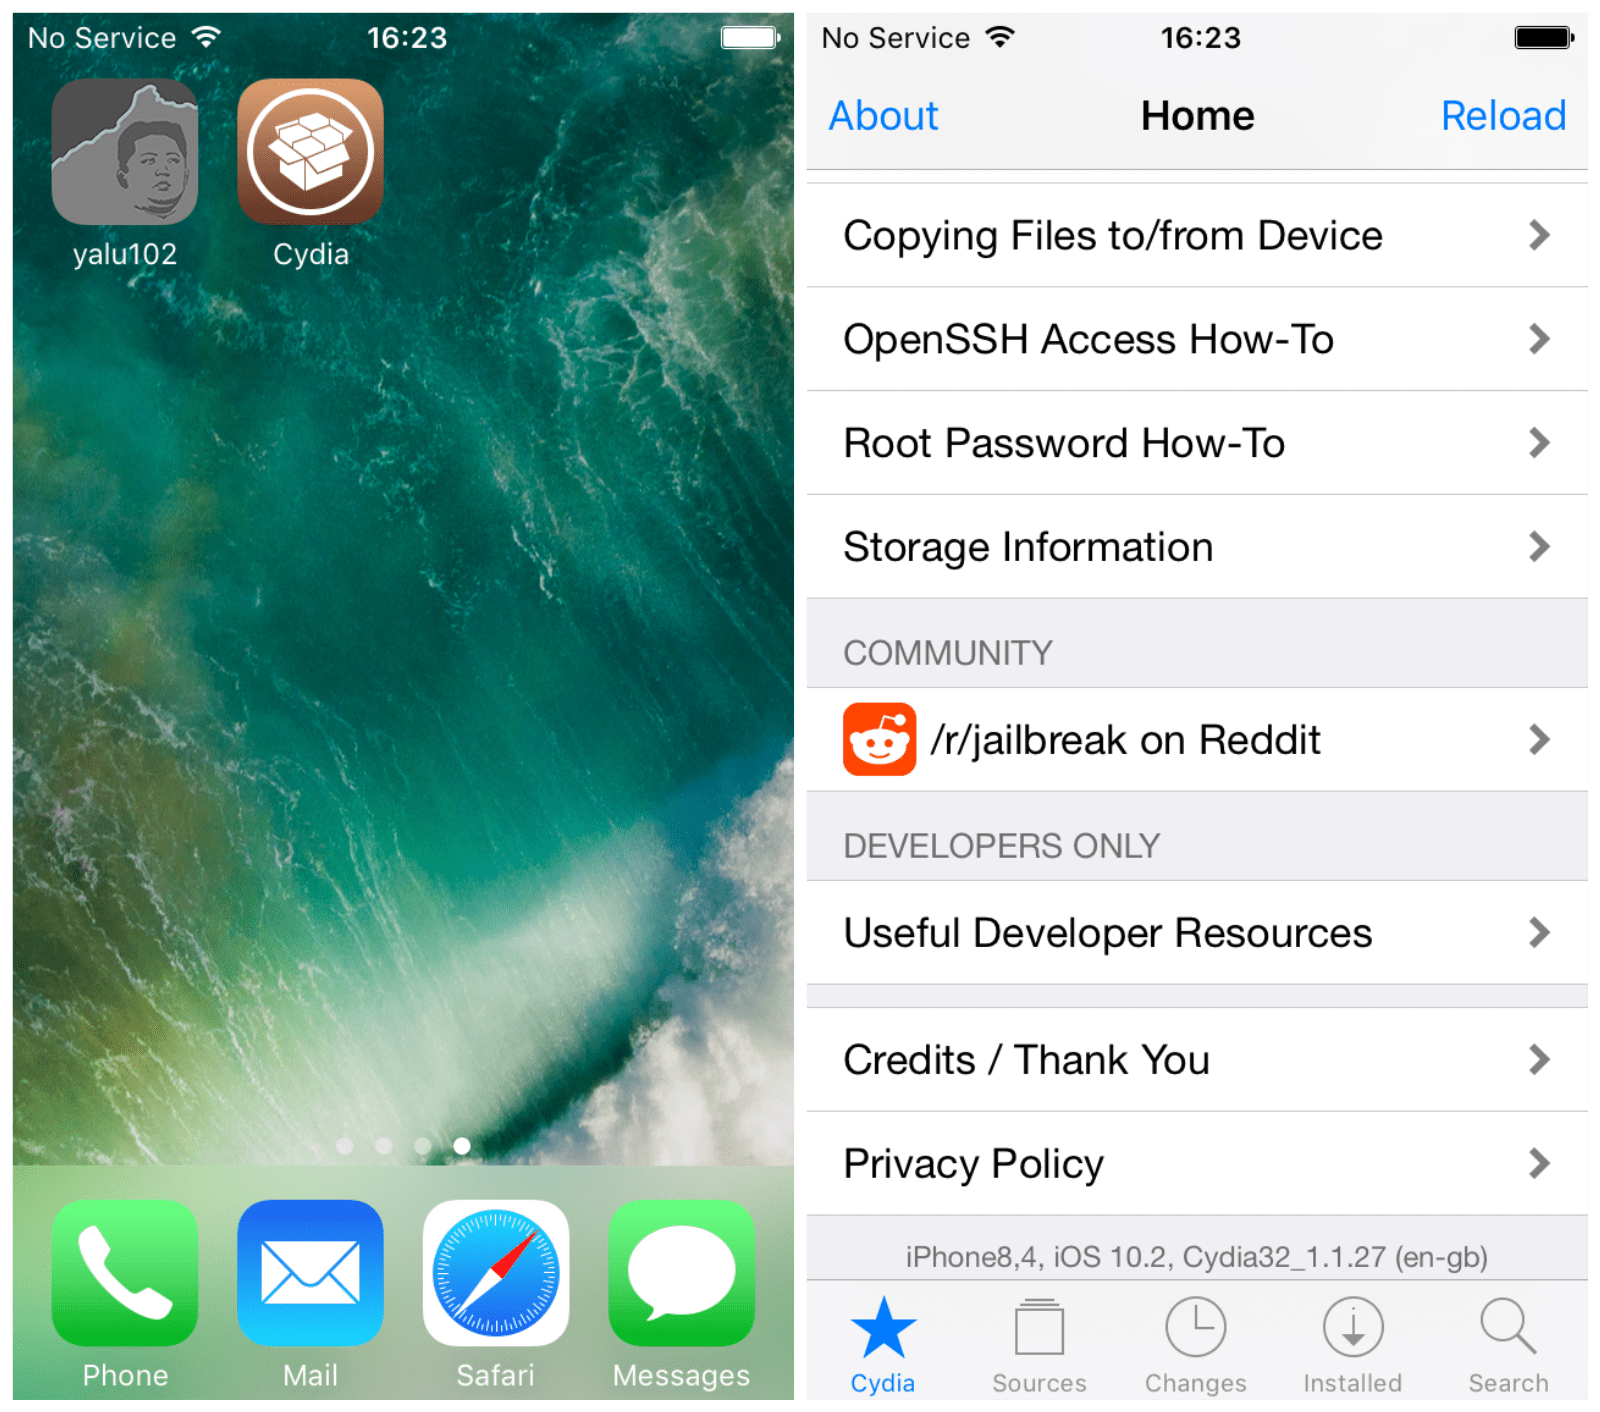 No Service
16:23
yalu102
Cydia
Phone
Mail
Safari
Messages
No Service
16:23
About
Home
Reload
Copying Files to/from Device
OpenSSH Access How-To
Root Password How-To
Storage Information
COMMUNITY
/r/jailbreak on Reddit
DEVELOPERS ONLY
Useful Developer Resources
Credits / Thank You
Privacy Policy
iPhone8,4, iOS 10.2, Cydia32_1.1.27 (en-gb)
Cydia
Sources
Changes
Installed
Search